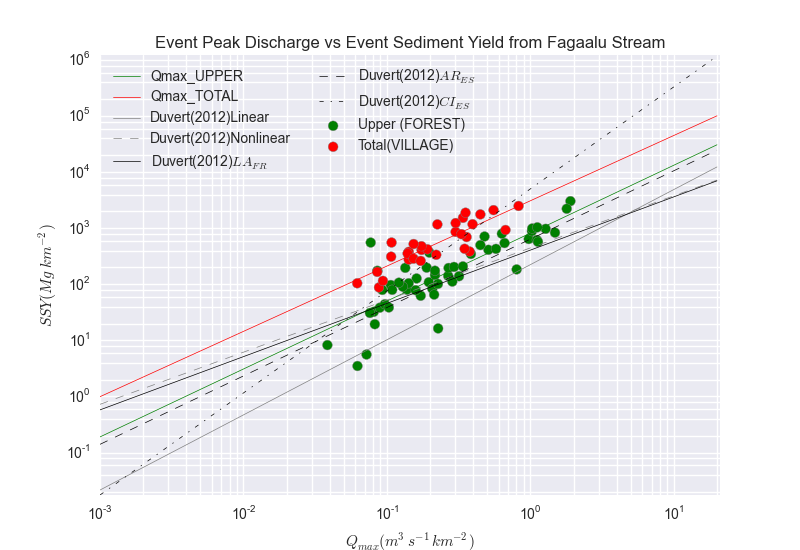 Event Peak Discharge vs Event Sediment Yield from Fagaalu Stream
10^6
10^5
10^4
10^3
10^2
10^1
10^0
10^-1
SSY(Mg km^-2)
Qmax_UPPER
Qmax_TOTAL
Duvert(2012)Linear
Duvert(2012)Nonlinear
Duvert(2012)LA_FR
Duvert(2012)AR_ES
Duvert(2012)CI_ES
Upper (FOREST)
Total(VILLAGE)
10^-3
10^-2
10^-1
10^0
10^1
Q_max(m^3 s^-1 km^-2)